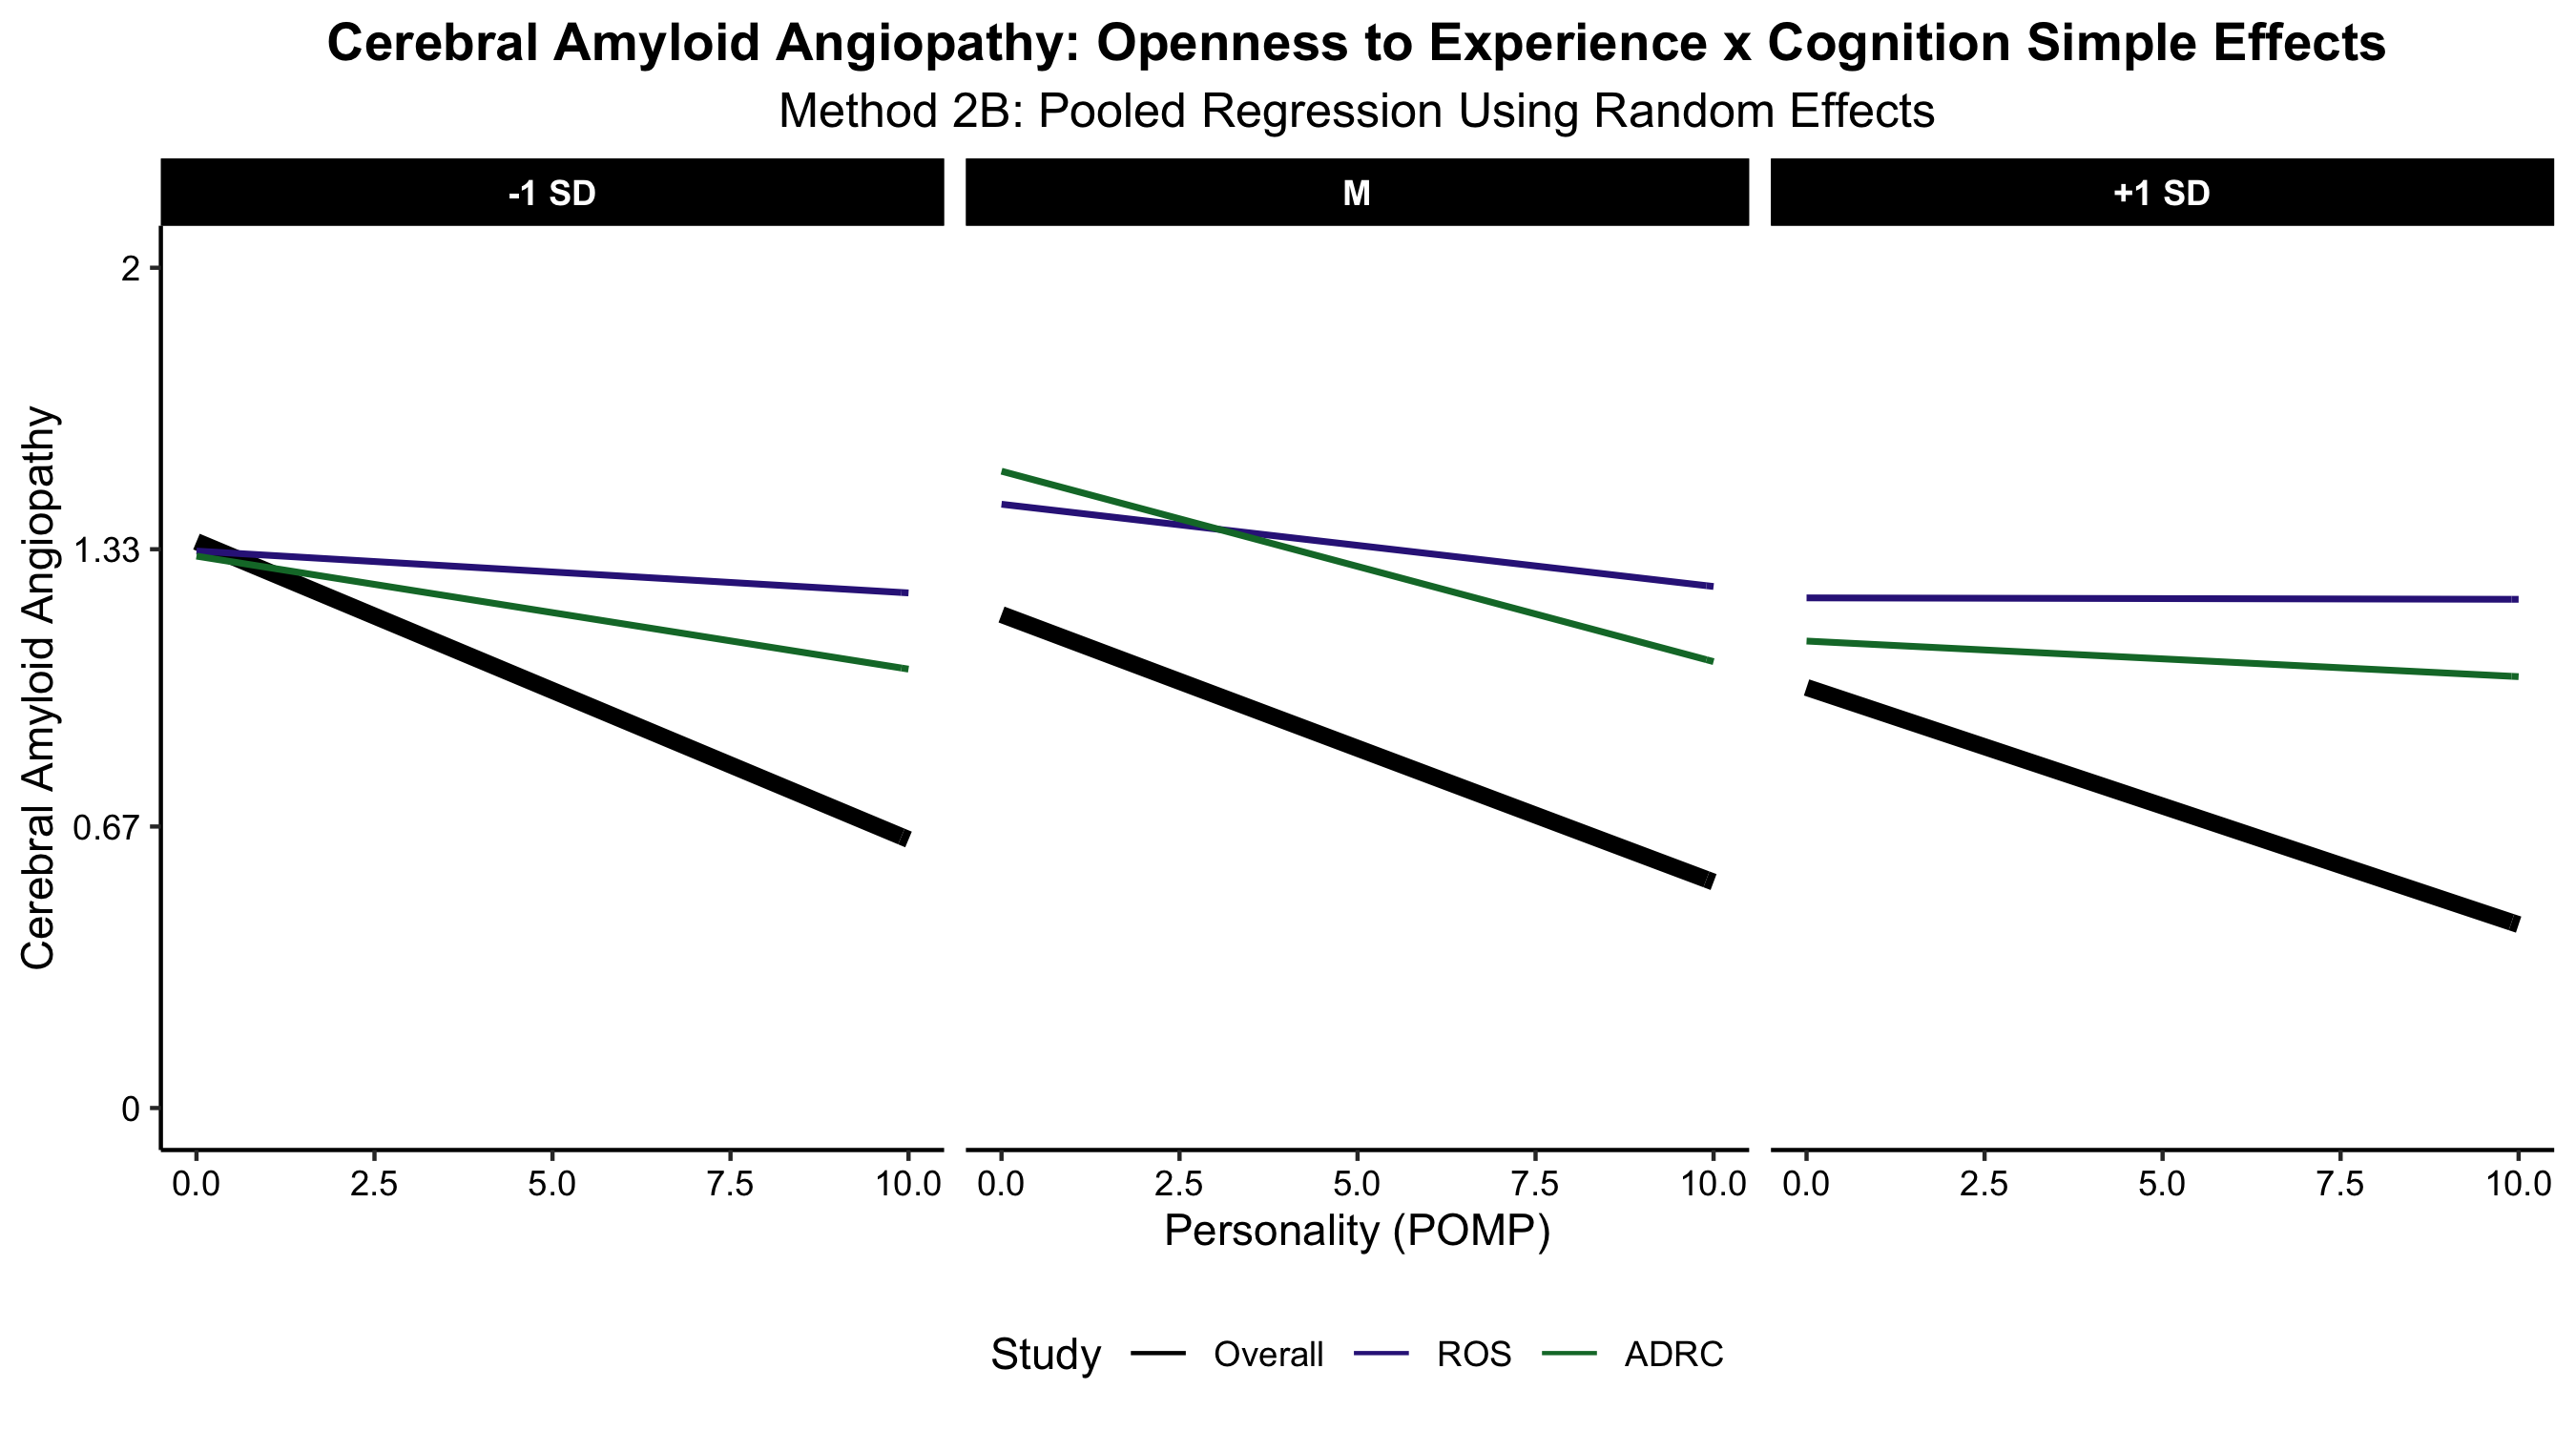 Cerebral Amyloid Angiopathy: Openness to Experience x Cognition Simple Effects
Method 2B: Pooled Regression Using Random Effects
-1 SD
M
+1 SD
Cerebral Amyloid Angiopathy
2
1.33
0.67
0
0.0 2.5 5.0 7.5 10.0
0.0 2.5 5.0 7.5 10.0
0.0 2.5 5.0 7.5 10.0
Personality (POMP)
Study Overall ROS ADRC